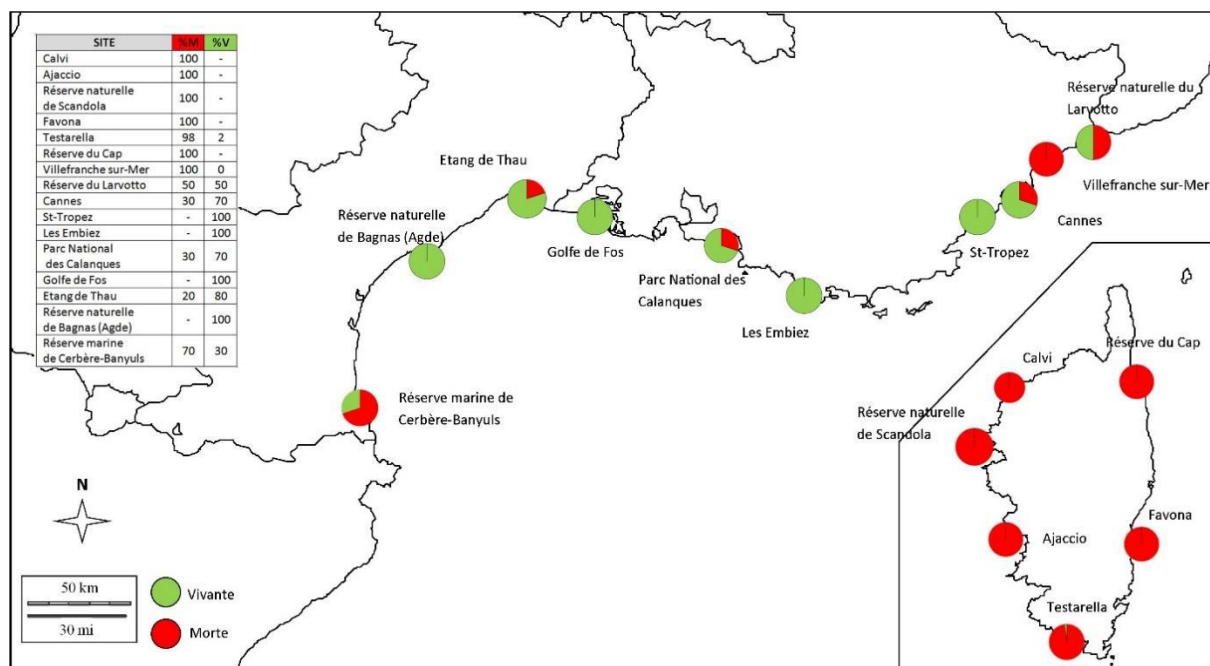 SITE %M %V
Calvi 100 -
Ajaccio 100 -
Réserve naturelle
de Scandola 100 -
Favona 100 -
Testarella 98 2
Réserve du Cap 100 -
Villefranche sur-Mer 100 0
Réserve du Larvotto 50 50
Cannes 30 70
St-Tropez - 100
Les Embiez - 100
Parc National
des Calanques 30 70
Golfe de Fos - 100
Etang de Thau 20 80
Réserve naturelle
de Bagnas (Agde) - 100
Réserve marine
de Cerbère-Banyuls 70 30
Réserve naturelle du
Larvotto
Villefranche sur-Mer
Cannes
St-Tropez
Etang de Thau
Réserve naturelle
de Bagnas (Agde)
Golfe de Fos
Parc National des
Calanques
Les Embiez
Réserve marine de
Cerbère-Banyuls
Calvi
Réserve du Cap
Réserve naturelle
de Scandola
Ajaccio
Favona
Testarella
N
50 km
30 mi
Vivante
Morte